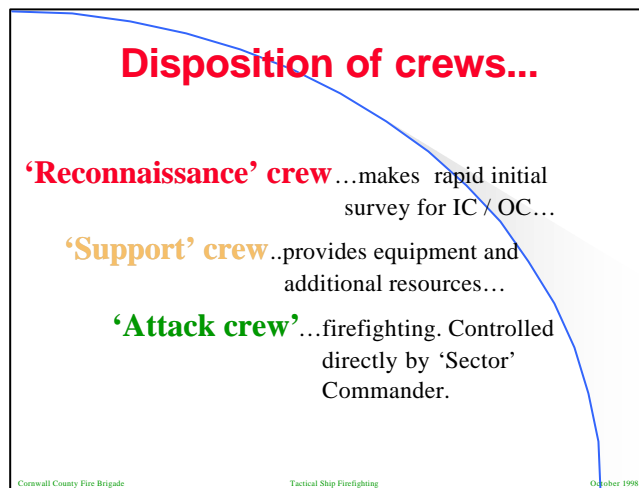 Disposition of crews...
‘Reconnaissance’ crew…makes rapid initial
survey for IC / OC…
‘Support’ crew..provides equipment and
additional resources…
‘Attack crew’…firefighting. Controlled
directly by ‘Sector’
Commander.
Cornwall County Fire Brigade Tactical Ship Firefighting October 1998